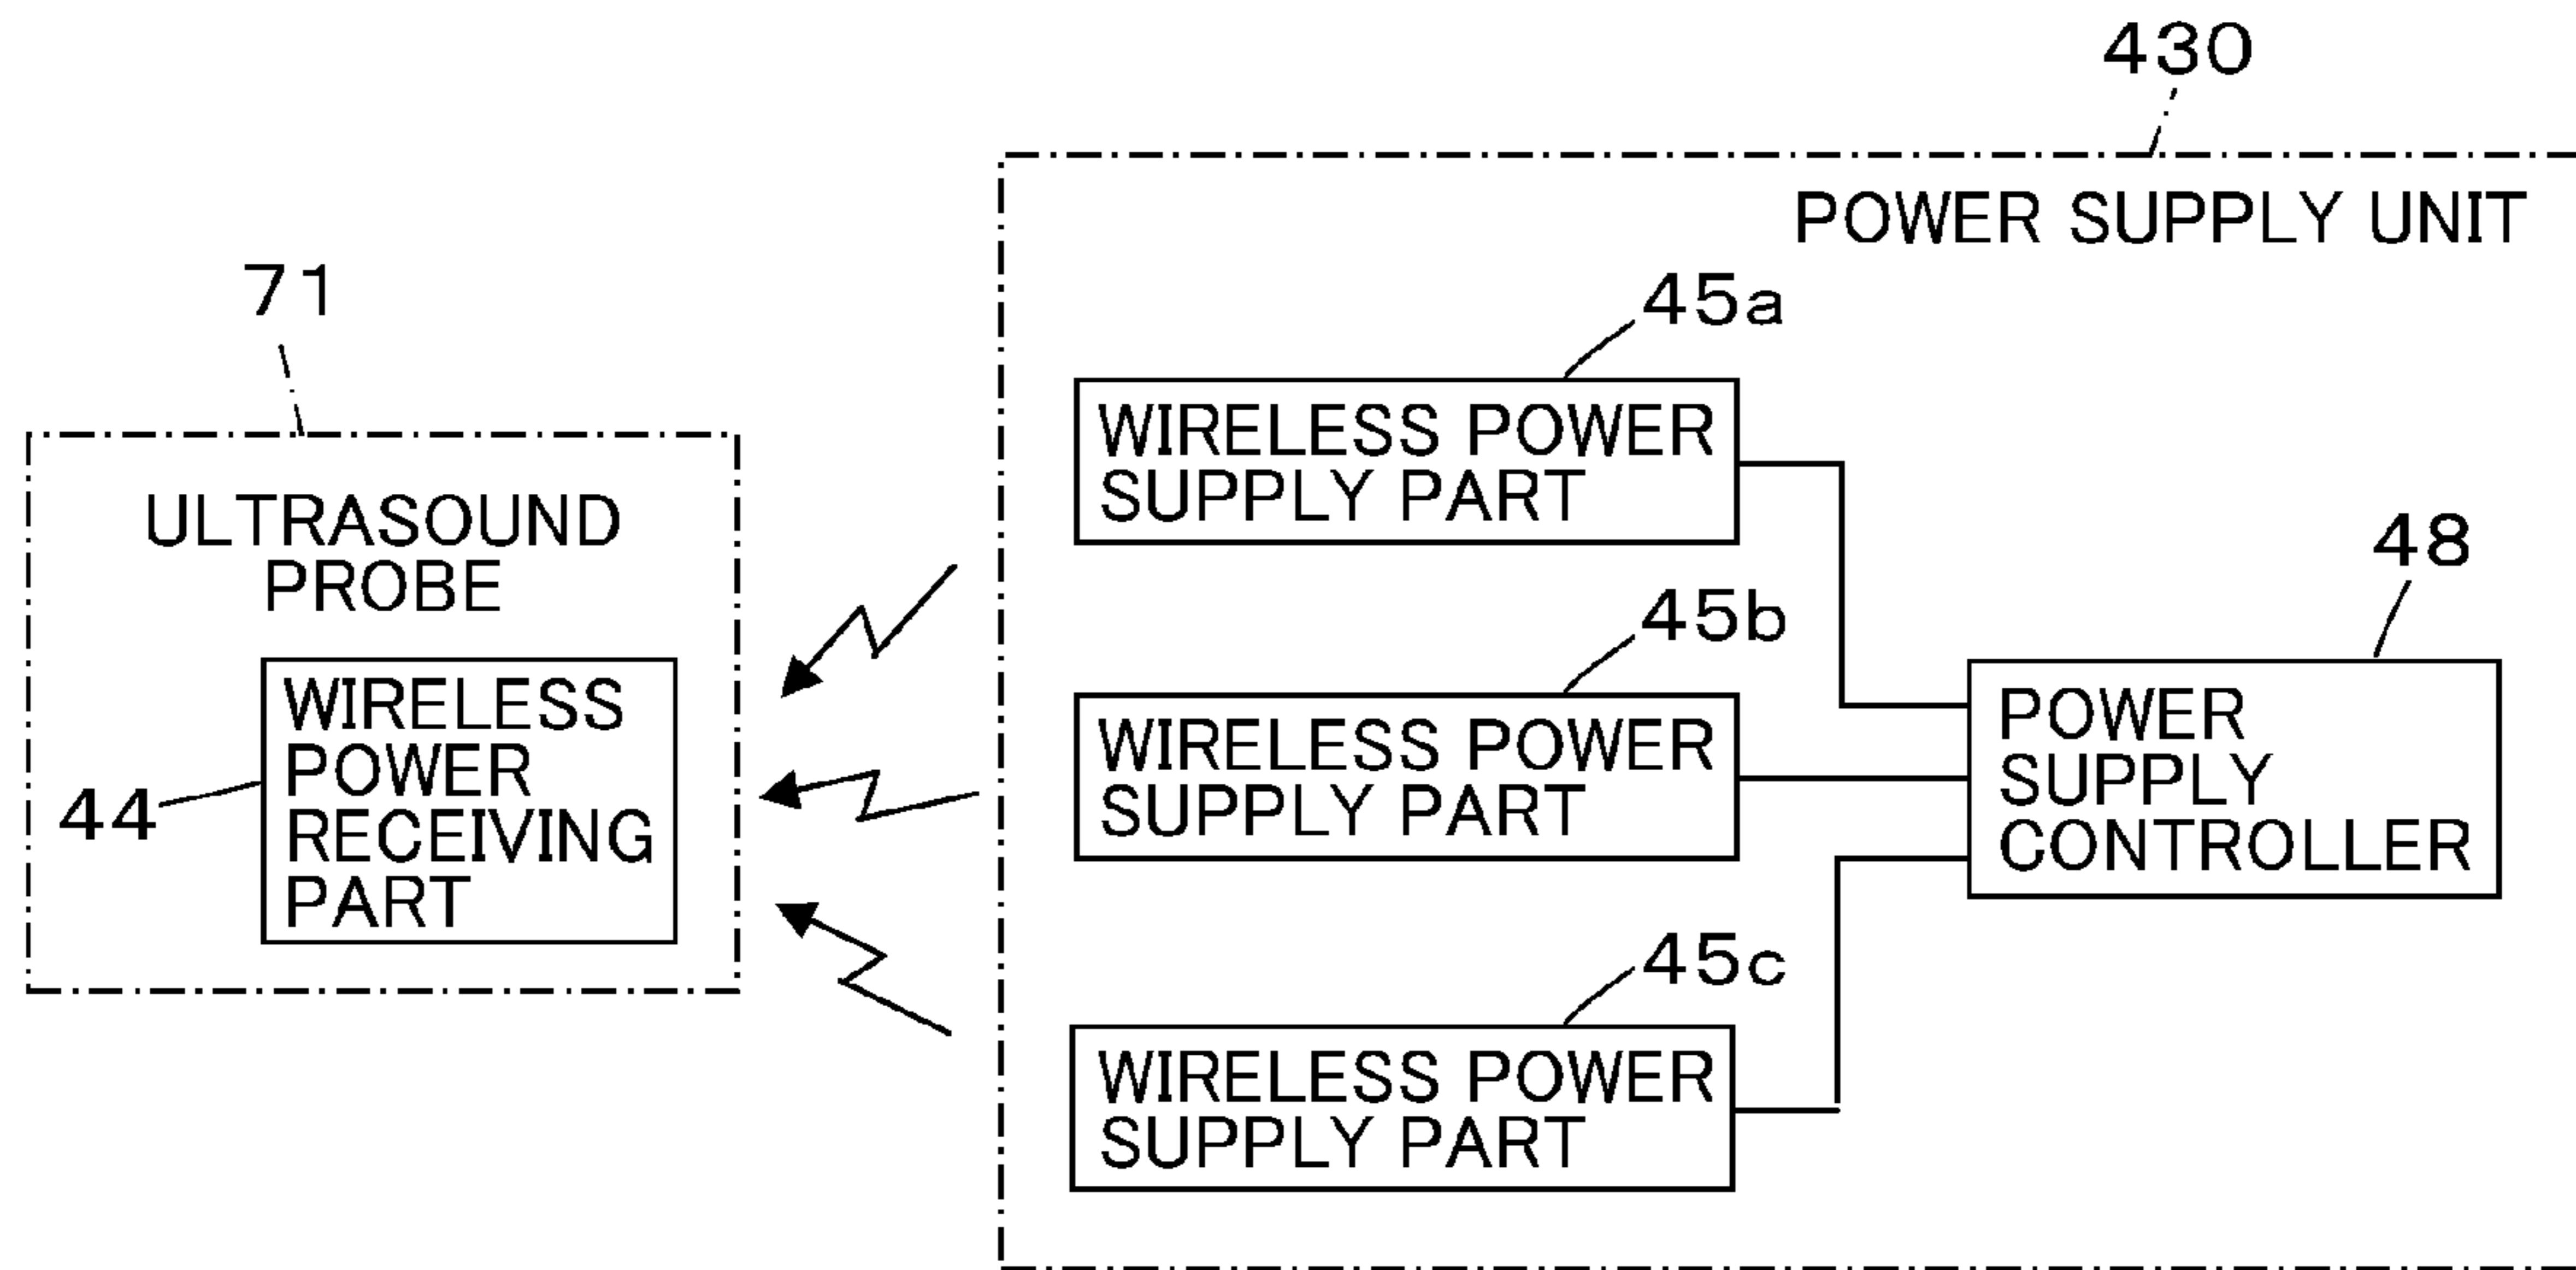 430
POWER SUPPLY UNIT
71
ULTRASOUND
PROBE
44
WIRELESS
POWER
RECEIVING
PART
45a
WIRELESS POWER
SUPPLY PART
45b
WIRELESS POWER
SUPPLY PART
45c
WIRELESS POWER
SUPPLY PART
48
POWER
SUPPLY
CONTROLLER